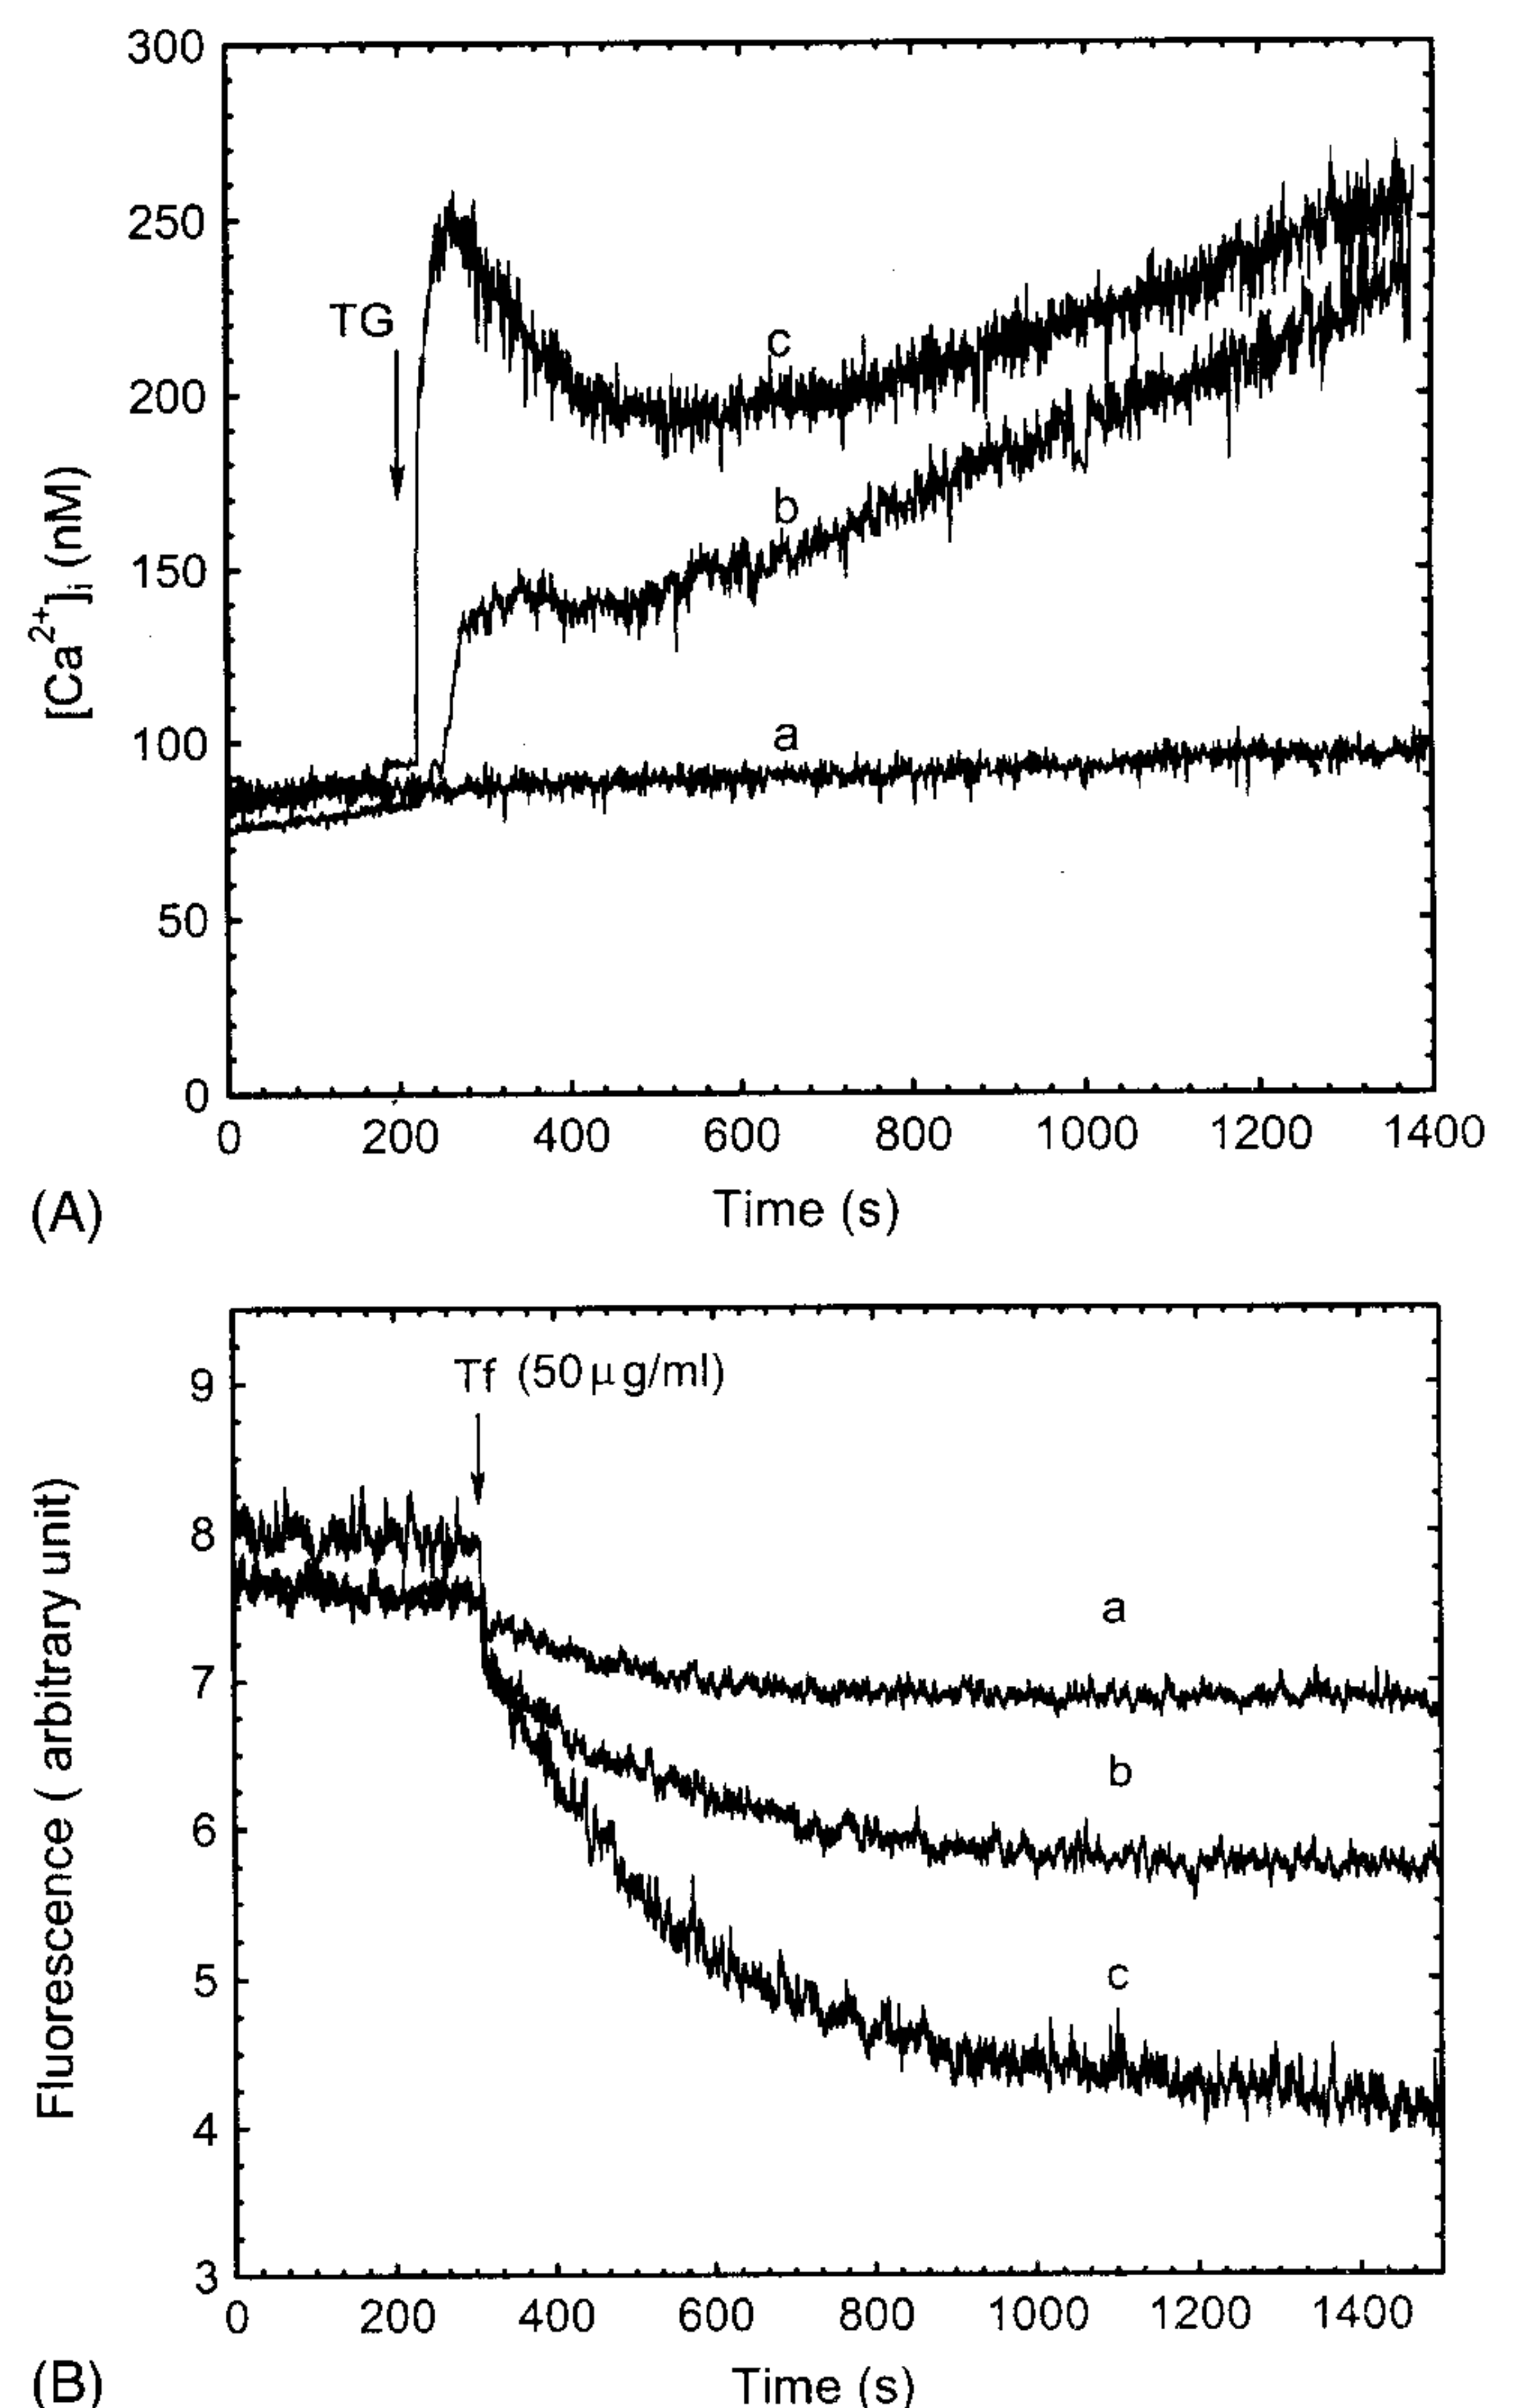 300
250
200
150
100
50
0
TG
c
b
a
[Ca2+]i (nM)
0 200 400 600 800 1000 1200 1400
Time (s)
(A)
Tf (50 µg/ml)
9
8
7
6
5
4
3
a
b
c
Fluorescence ( arbitrary unit)
0 200 400 600 800 1000 1200 1400
Time (s)
(B)